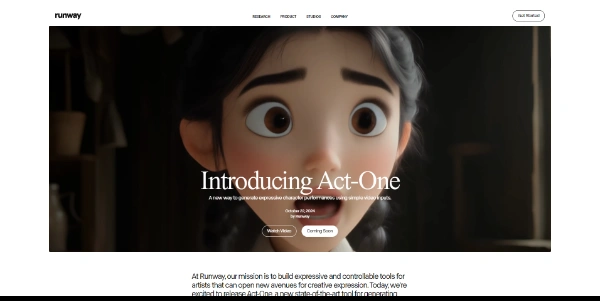 runway
RESEARCH PRODUCT STUDIOS COMPANY
Get Started
Introducing Act-One
A new way to generate expressive character performances using simple video inputs.
October 22, 2024
by Runway
Watch Video Coming Soon
At Runway, our mission is to build expressive and controllable tools for
artists that can open new avenues for creative expression. Today, we're
excited to release Act-One, a new state-of-the-art tool for generating